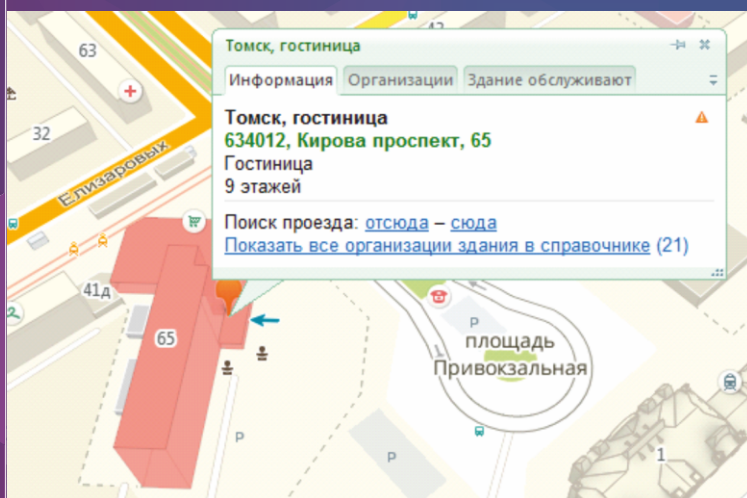 42
Томск, гостиница
Информация Организации Здание обслуживают
Томск, гостиница
634012, Кирова проспект, 65
Гостиница
9 этажей
Поиск проезда: отсюда – сюда
Показать все организации здания в справочнике (21)
63
32
Елизаровых
41д
65
P
площадь
Привокзальная
P
P
1